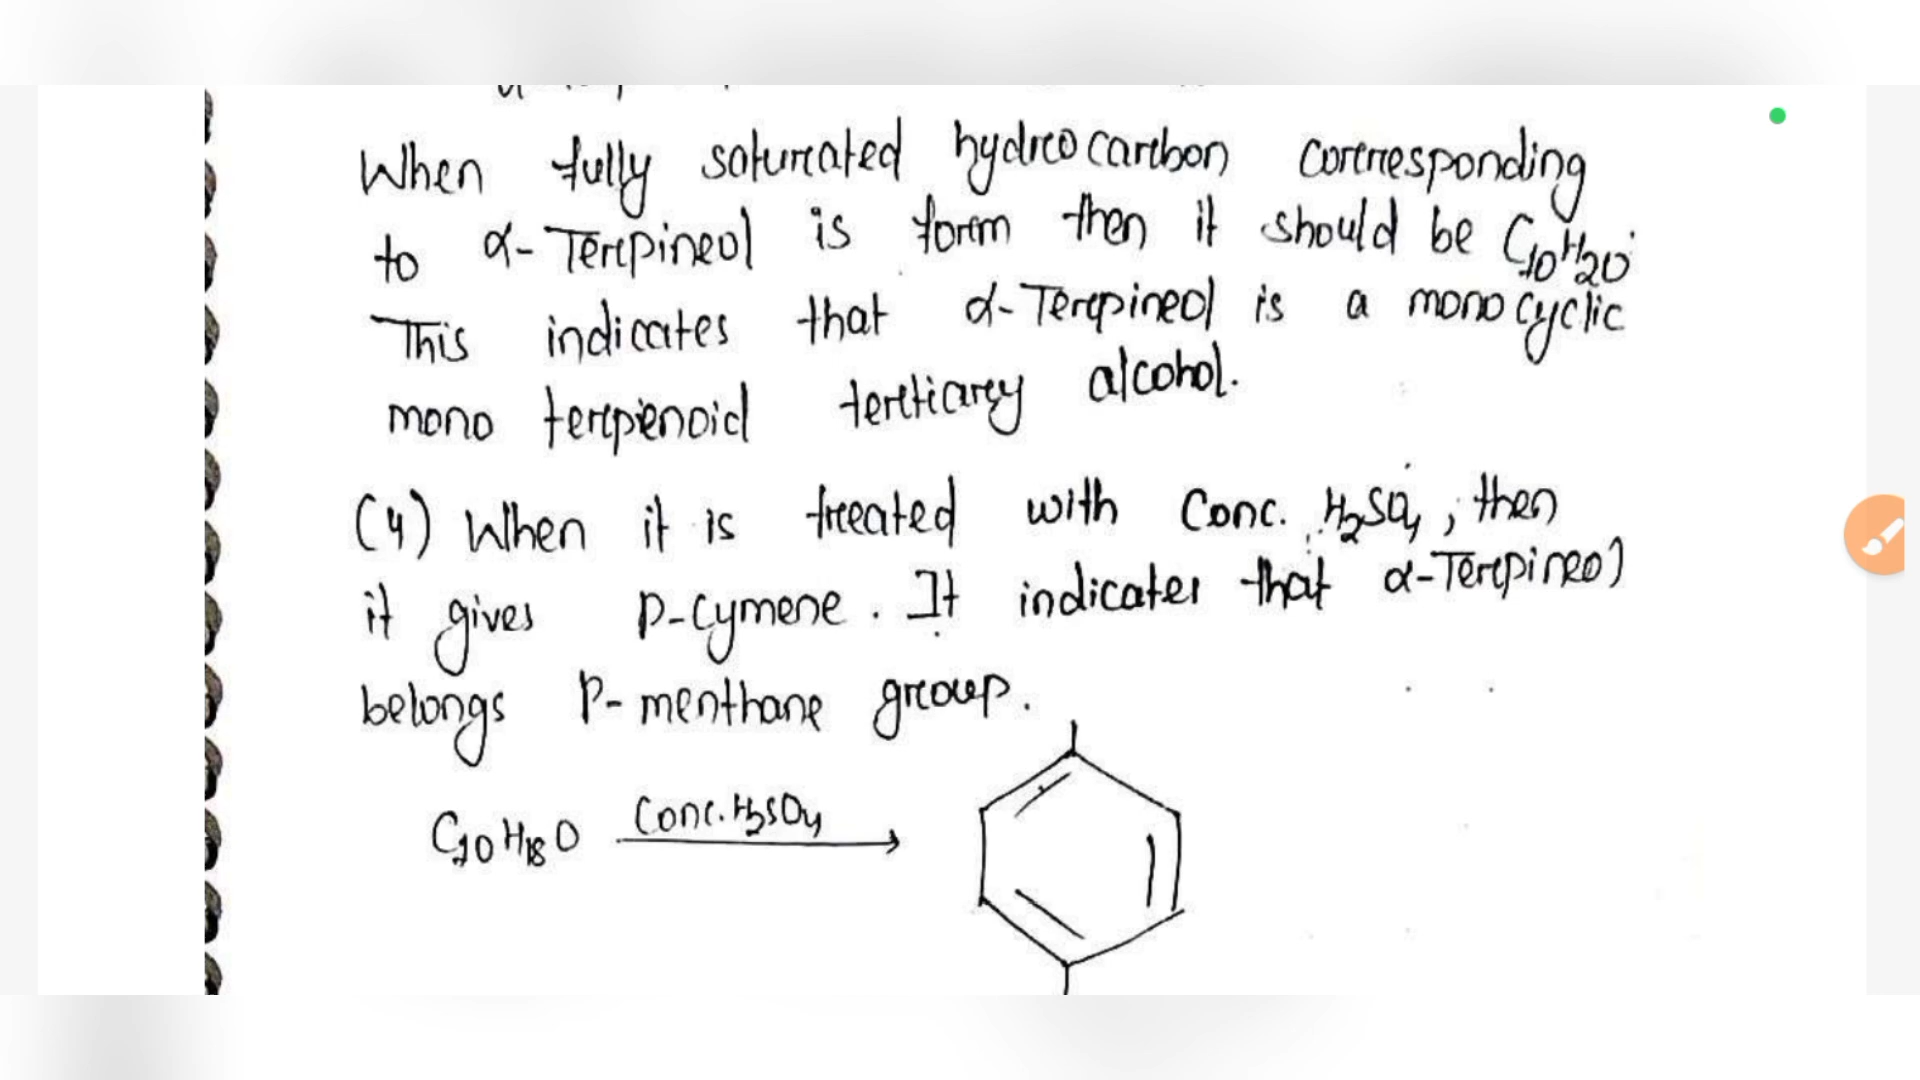 When fully saturated hydrocarbon corresponding
to α-Terpineol is form then it should be C10H20
This indicates that α-Terpineol is a monocyclic
mono terpenoid tertiary alcohol.
(4) When it is treated with Conc. H2SO4, then
it gives P-Cymene. It indicates that α-Terpineol
belongs P-menthane group.
C10H18O Conc. H2SO4